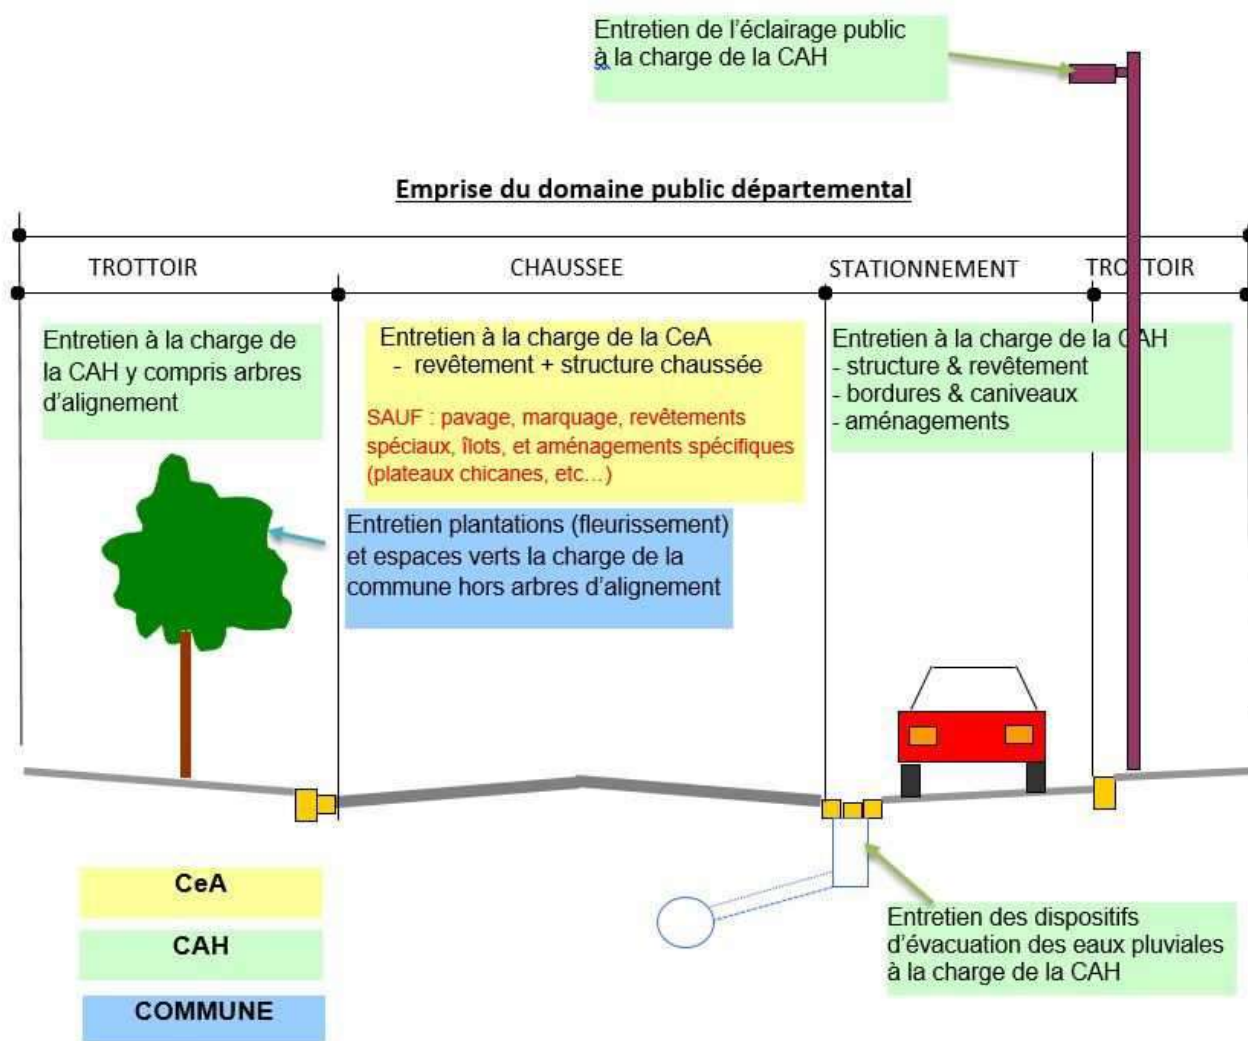 Entretien de l'éclairage public
à la charge de la CAH
Emprise du domaine public départemental
TROTTOIR
CHAUSSEE
STATIONNEMENT
TROTTOIR
Entretien à la charge de
la CAH y compris arbres
d'alignement
Entretien à la charge de la CeA
- revêtement + structure chaussée
SAUF : pavage, marquage, revêtements
spéciaux, îlots, et aménagements spécifiques
(plateaux chicanes, etc…)
Entretien à la charge de la CAH
- structure & revêtement
- bordures & caniveaux
- aménagements
Entretien plantations (fleurissement)
et espaces verts la charge de la
commune hors arbres d'alignement
CeA
CAH
COMMUNE
Entretien des dispositifs
d'évacuation des eaux pluviales
à la charge de la CAH